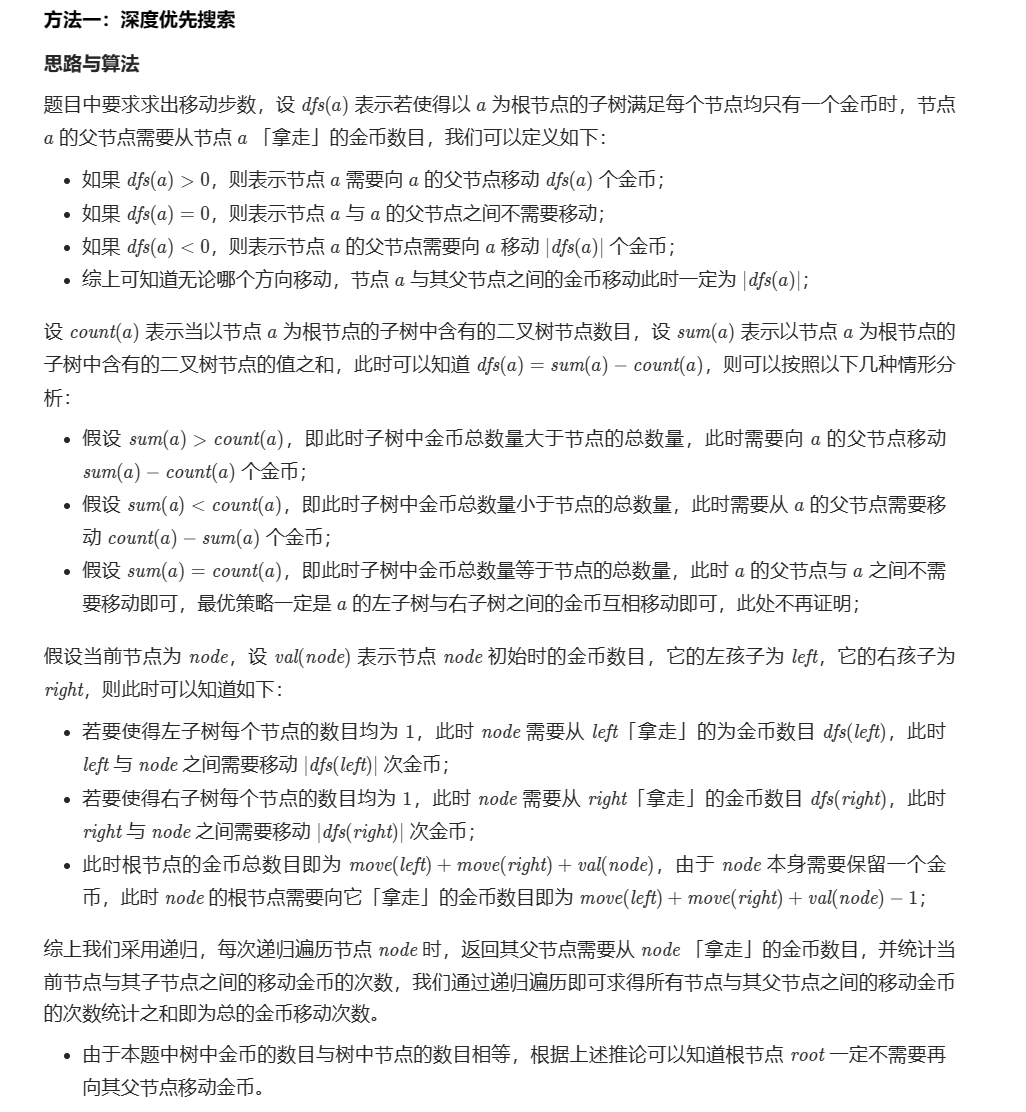 方法一：深度优先搜索
思路与算法
题目中要求求出移动步数，设 dfs(a) 表示若使得以 a 为根节点的子树满足每个节点均只有一个金币时，节点
a 的父节点需要从节点 a 「拿走」的金币数目，我们可以定义如下：
• 如果 dfs(a) > 0，则表示节点 a 需要向 a 的父节点移动 dfs(a) 个金币；
• 如果 dfs(a) = 0，则表示节点 a 与 a 的父节点之间不需要移动；
• 如果 dfs(a) < 0，则表示节点 a 的父节点需要向 a 移动 |dfs(a)| 个金币；
• 综上可知道无论哪个方向移动，节点 a 与其父节点之间的金币移动此时一定为 |dfs(a)|；
设 count(a) 表示当以节点 a 为根节点的子树中含有的二叉树节点数目，设 sum(a) 表示以节点 a 为根节点的
子树中含有的二叉树节点的值之和，此时可以知道 dfs(a) = sum(a) − count(a)，则可以按照以下几种情形分
析：
• 假设 sum(a) > count(a)，即此时子树中金币总数量大于节点的总数量，此时需要向 a 的父节点移动
sum(a) − count(a) 个金币；
• 假设 sum(a) < count(a)，即此时子树中金币总数量小于节点的总数量，此时需要从 a 的父节点需要移
动 count(a) − sum(a) 个金币；
• 假设 sum(a) = count(a)，即此时子树中金币总数量等于节点的总数量，此时 a 的父节点与 a 之间不需
要移动即可，最优策略一定是 a 的左子树与右子树之间的金币互相移动即可，此处不再证明；
假设当前节点为 node，设 val(node) 表示节点 node 初始时的金币数目，它的左孩子为 left，它的右孩子为
right，则此时可以知道如下：
• 若要使得左子树每个节点的数目均为 1，此时 node 需要从 left「拿走」的为金币数目 dfs(left)，此时
left 与 node 之间需要移动 |dfs(left)| 次金币；
• 若要使得右子树每个节点的数目均为 1，此时 node 需要从 right「拿走」的金币数目 dfs(right)，此时
right 与 node 之间需要移动 |dfs(right)| 次金币；
• 此时根节点的金币总数目即为 move(left) + move(right) + val(node)，由于 node 本身需要保留一个金
币，此时 node 的根节点需要向它「拿走」的金币数目即为 move(left) + move(right) + val(node) − 1；
综上我们采用递归，每次递归遍历节点 node 时，返回其父节点需要从 node 「拿走」的金币数目，并统计当
前节点与其子节点之间的移动金币的次数，我们通过递归遍历即可求得所有节点与其父节点之间的移动金币
的次数统计之和即为总的金币移动次数。
• 由于本题中树中金币的数目与树中节点的数目相等，根据上述推论可以知道根节点 root 一定不需要再
向其父节点移动金币。